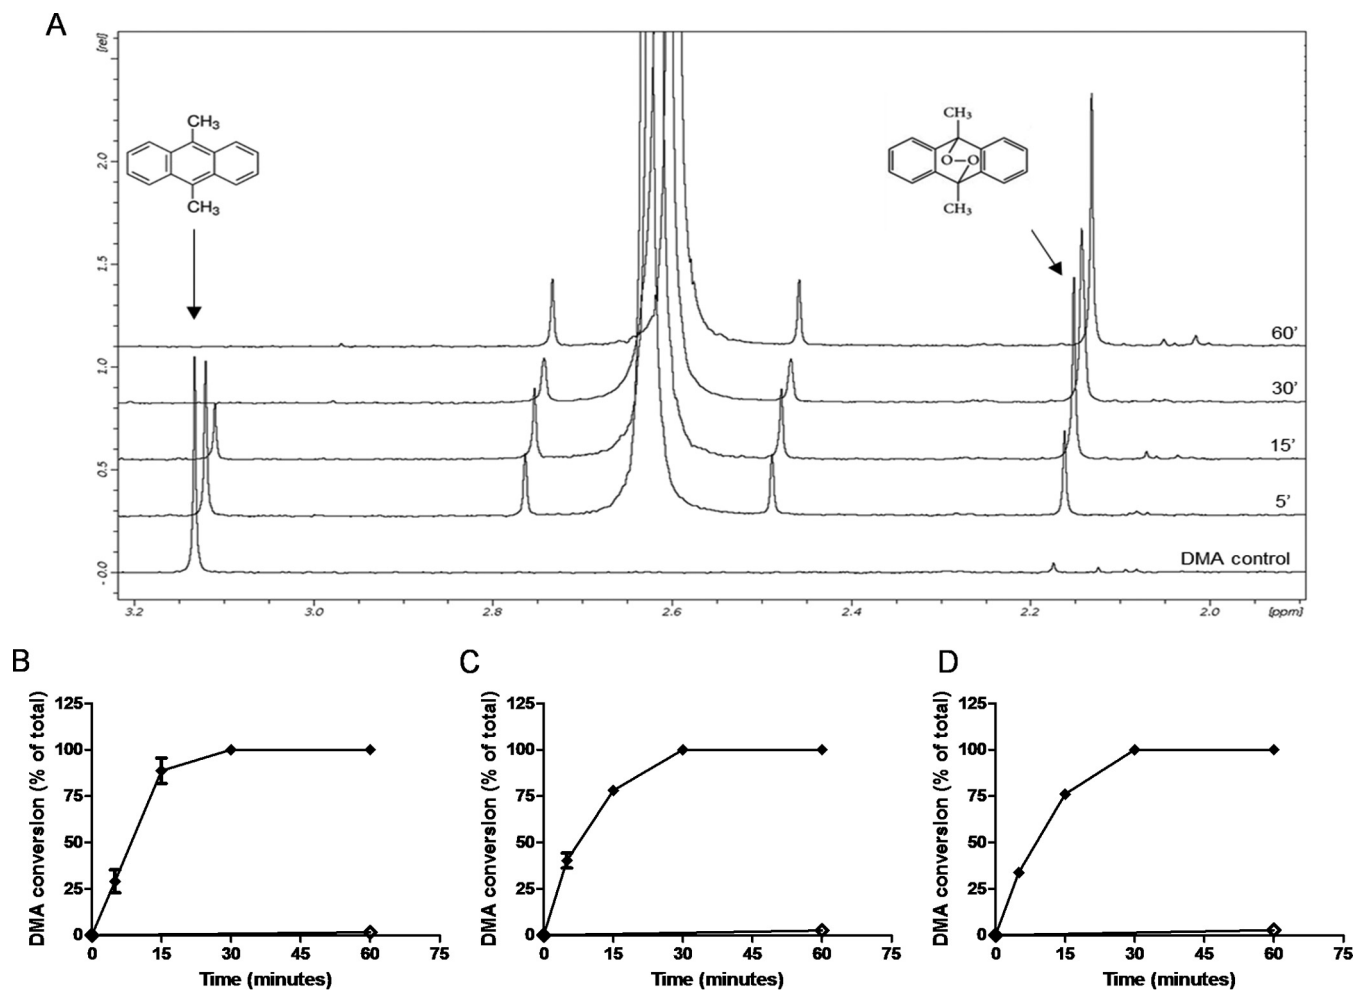 A
[rel]
2.0
1.5
1.0
0.5
- 0.0
CH3
CH3
CH3
O
O
CH3
60'
30'
15'
5'
DMA control
3.2 3.0 2.8 2.6 2.4 2.2 2.0 [ppm]
B
DMA conversion (% of total)
125
100
75
50
25
0
0 15 30 45 60 75
Time (minutes)
C
DMA conversion (% of total)
125
100
75
50
25
0
0 15 30 45 60 75
Time (minutes)
D
DMA conversion (% of total)
125
100
75
50
25
0
0 15 30 45 60 75
Time (minutes)